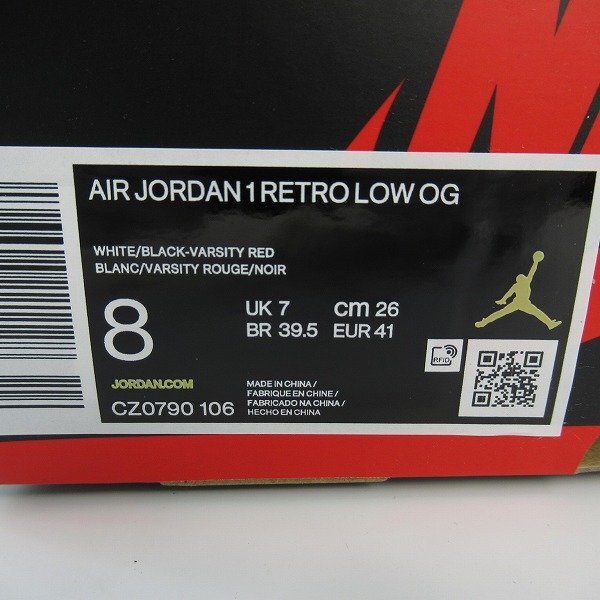 AIR JORDAN 1 RETRO LOW OG
WHITE/BLACK-VARSITY RED
BLANC/VARSITY ROUGE/NOIR
8
UK 7 cm 26
BR 39.5 EUR 41
RFID
JORDAN.COM
CZ0790 106
MADE IN CHINA /
FABRIQUE EN CHINE /
FABRICADO NA CHINA /
HECHO EN CHINA